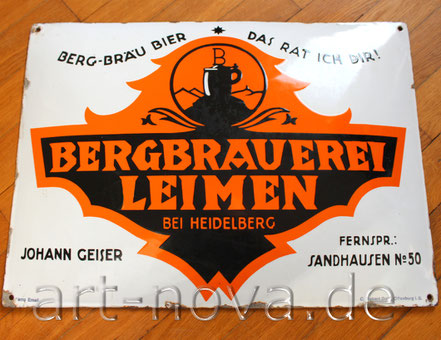 BERG-BRÄU BIER DAS RAT ICH DIR!
B
BERGBRAUEREI
LEIMEN
BEI HEIDELBERG
JOHANN GEISER
FERNSPR.:
SANDHAUSEN No 50
art-nova.de